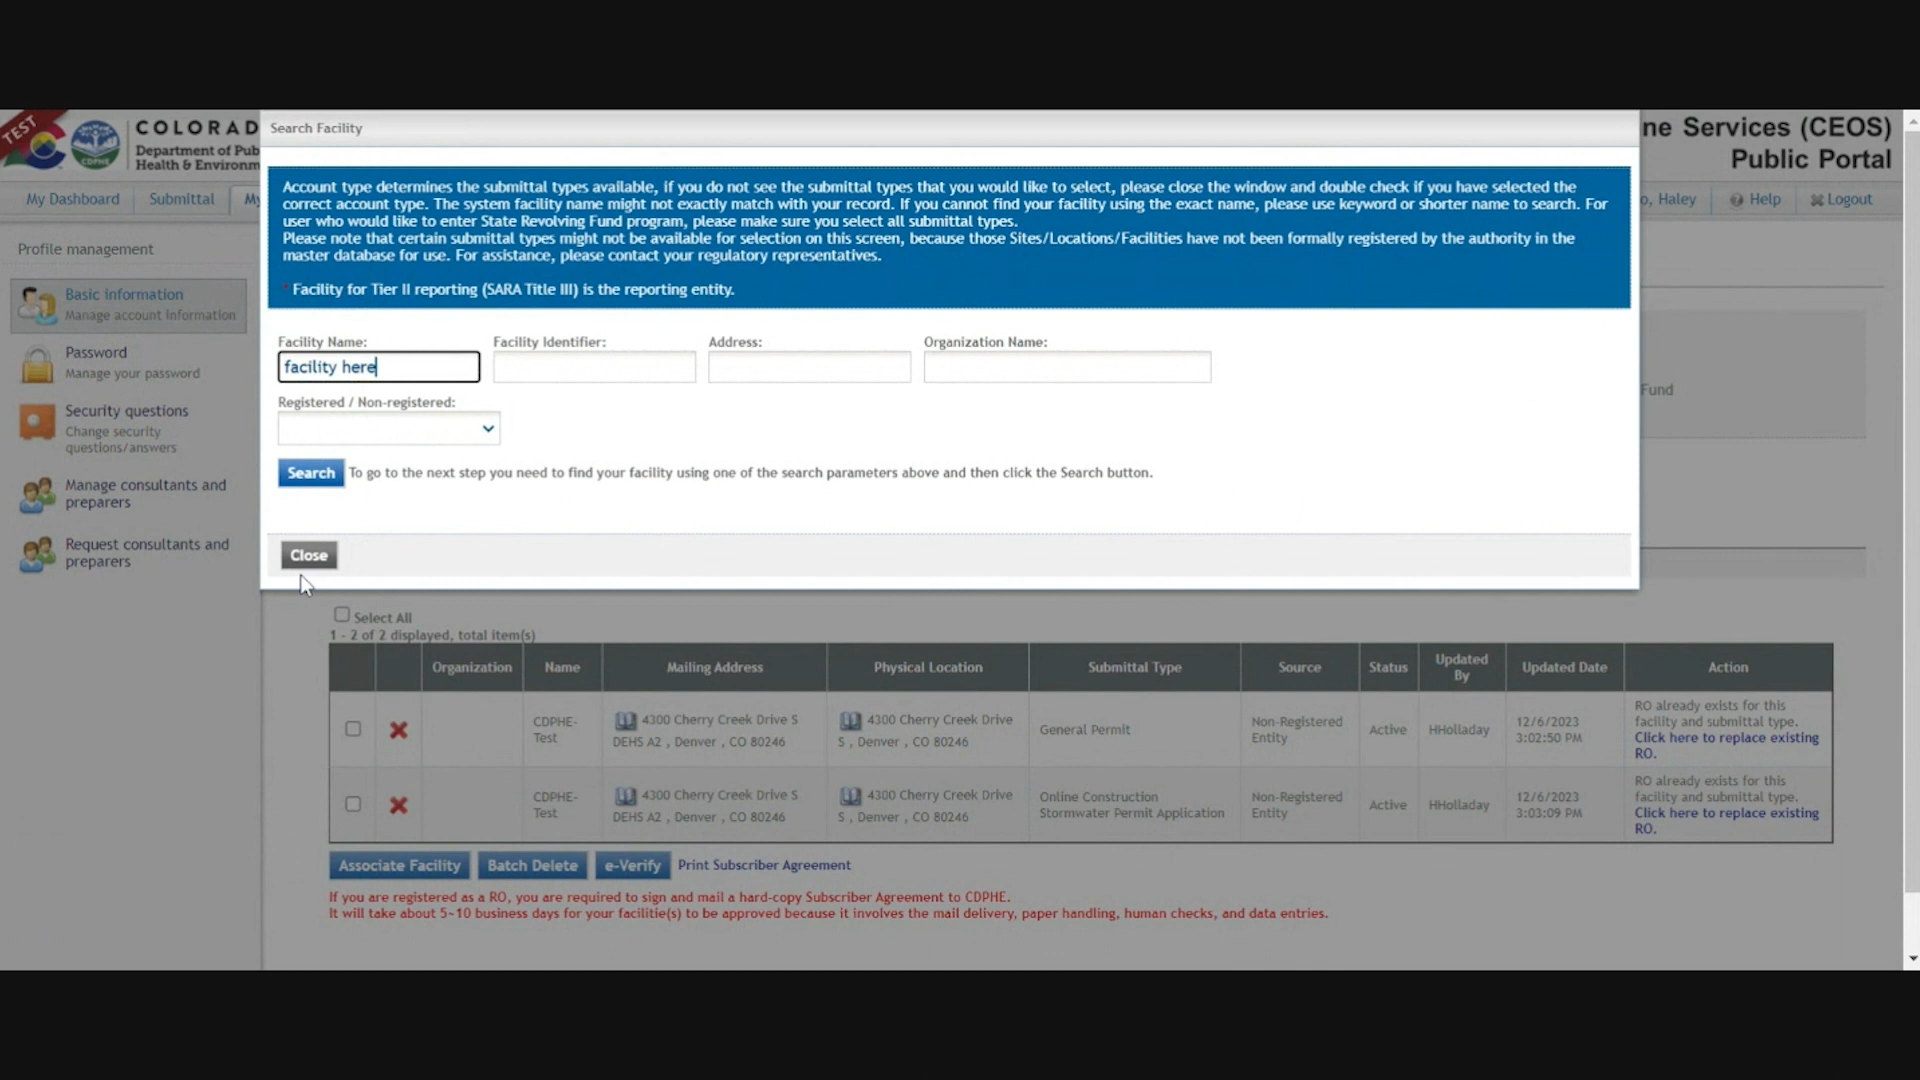 TEST
CDPHE
COLORAD
Department of Pub
Health & Environm
ne Services (CEOS)
Public Portal
My Dashboard
Submittal
My
o, Haley
Help
Logout
Search Facility
Account type determines the submittal types available, if you do not see the submittal types that you would like to select, please close the window and double check if you have selected the
correct account type. The system facility name might not exactly match with your record. If you cannot find your facility using the exact name, please use keyword or shorter name to search. For
user who would like to enter State Revolving Fund program, please make sure you select all submittal types.
Please note that certain submittal types might not be available for selection on this screen, because those Sites/Locations/Facilities have not been formally registered by the authority in the
master database for use. For assistance, please contact your regulatory representatives.
* Facility for Tier II reporting (SARA Title III) is the reporting entity.
Profile management
Basic information
Manage account information
Password
Manage your password
Security questions
Change security
questions/answers
Manage consultants and
preparers
Request consultants and
preparers
Facility Name:
Facility Identifier:
Address:
Organization Name:
facility here
Registered / Non-registered:
Fund
Search
To go to the next step you need to find your facility using one of the search parameters above and then click the Search button.
Close
Select All
1 - 2 of 2 displayed, total item(s)
Organization
Name
Mailing Address
Physical Location
Submittal Type
Source
Status
Updated
By
Updated Date
Action
CDPHE-
Test
4300 Cherry Creek Drive S
DEHS A2 , Denver , CO 80246
4300 Cherry Creek Drive
S , Denver , CO 80246
General Permit
Non-Registered
Entity
Active
HHolladay
12/6/2023
3:02:50 PM
RO already exists for this
facility and submittal type.
Click here to replace existing
RO.
CDPHE-
Test
4300 Cherry Creek Drive S
DEHS A2 , Denver , CO 80246
4300 Cherry Creek Drive
S , Denver , CO 80246
Online Construction
Stormwater Permit Application
Non-Registered
Entity
Active
HHolladay
12/6/2023
3:03:09 PM
RO already exists for this
facility and submittal type.
Click here to replace existing
RO.
Associate Facility
Batch Delete
e-Verify
Print Subscriber Agreement
If you are registered as a RO, you are required to sign and mail a hard-copy Subscriber Agreement to CDPHE.
It will take about 5~10 business days for your facilitie(s) to be approved because it involves the mail delivery, paper handling, human checks, and data entries.